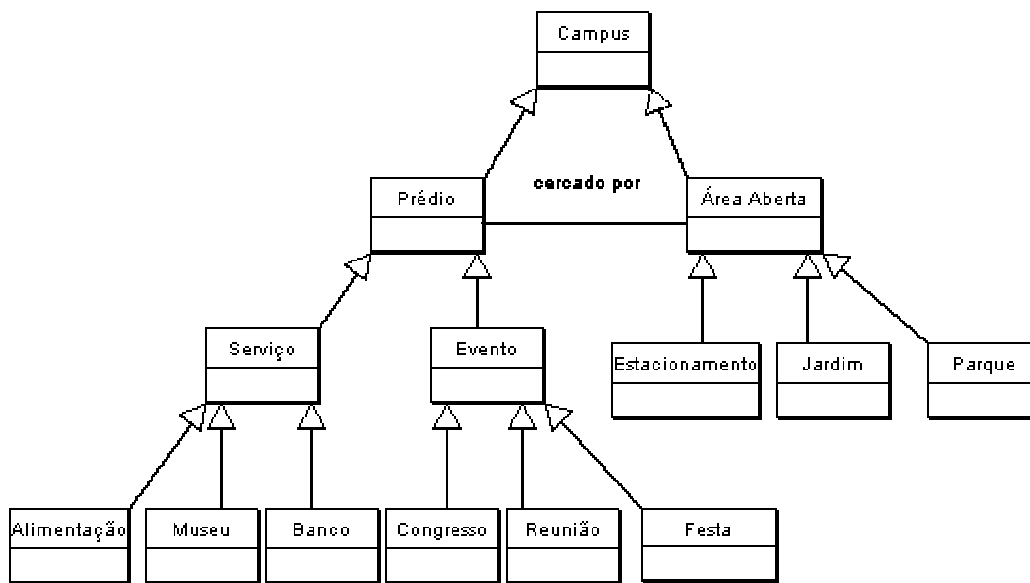 Campus
Prédio
cercado por
Área Aberta
Serviço
Evento
Estacionamento
Jardim
Parque
Alimentação
Museu
Banco
Congresso
Reunião
Festa